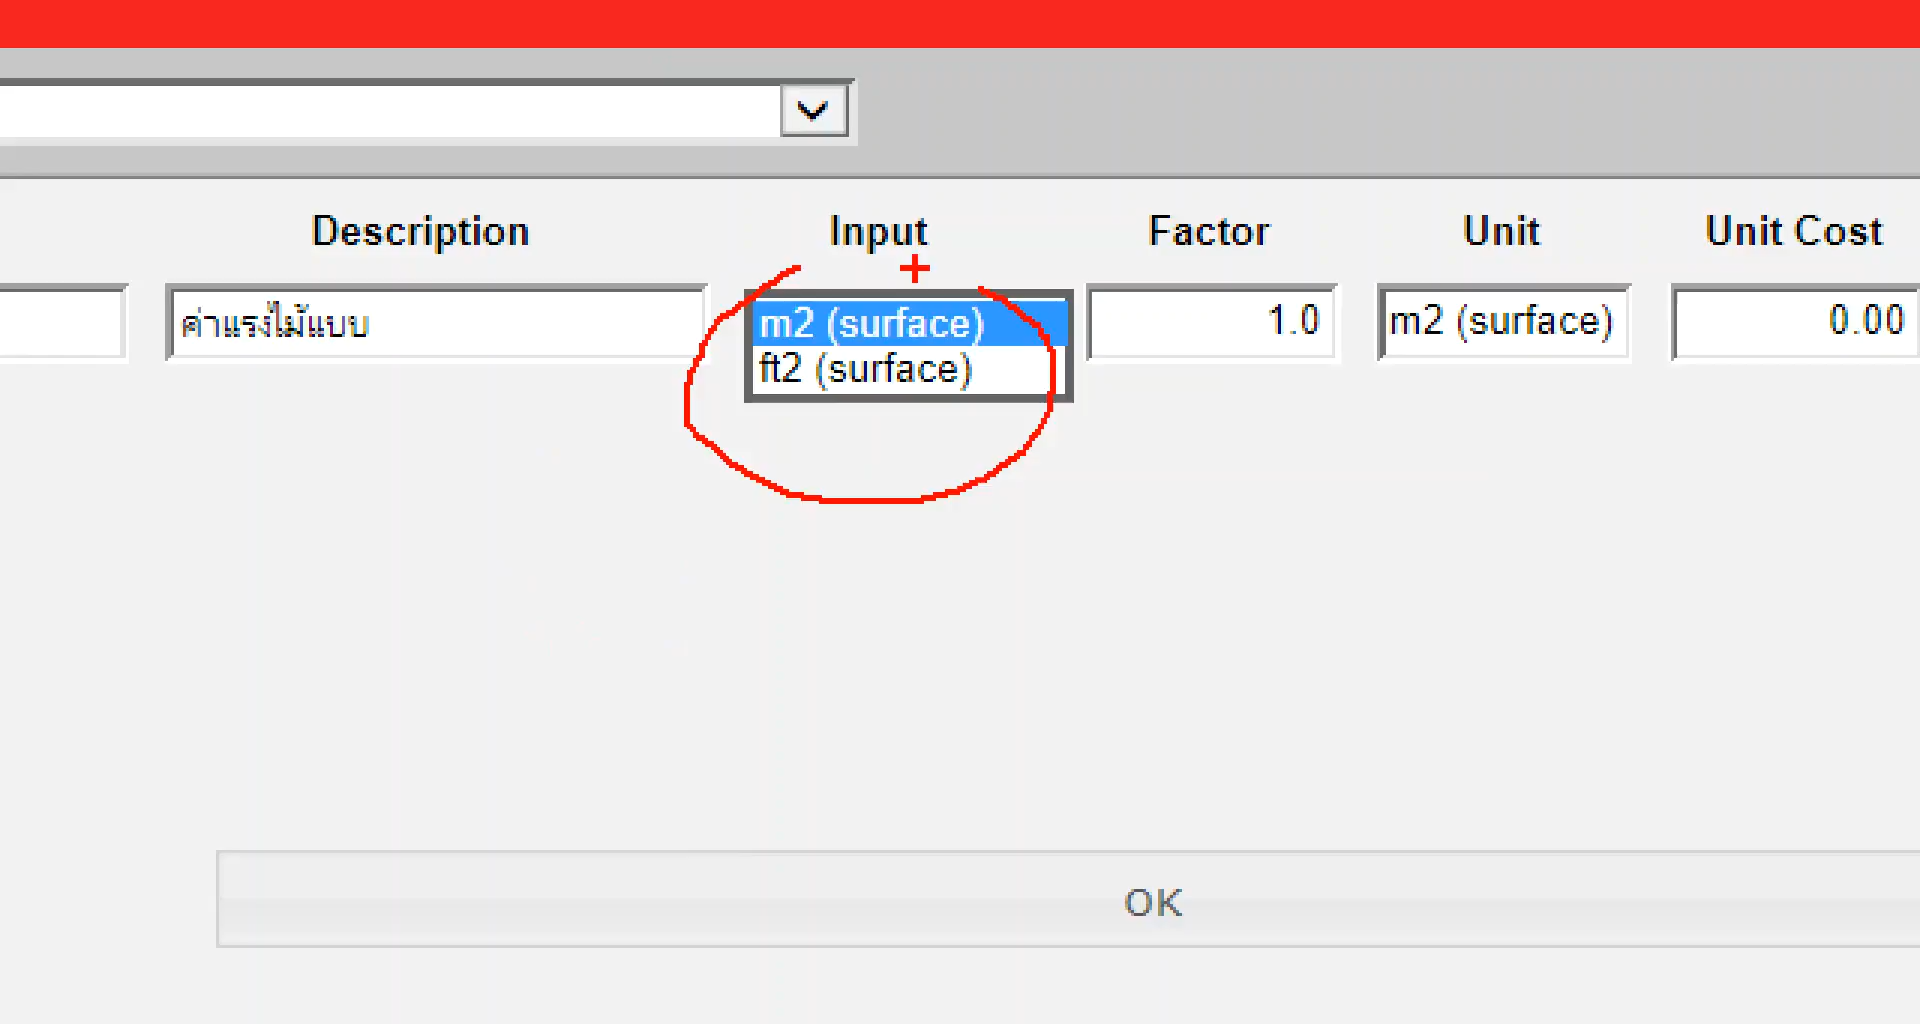 Description Input Factor Unit Unit Cost
ค่าแรงไม้แบบ m2 (surface) 1.0 m2 (surface) 0.00
ft2 (surface)
OK